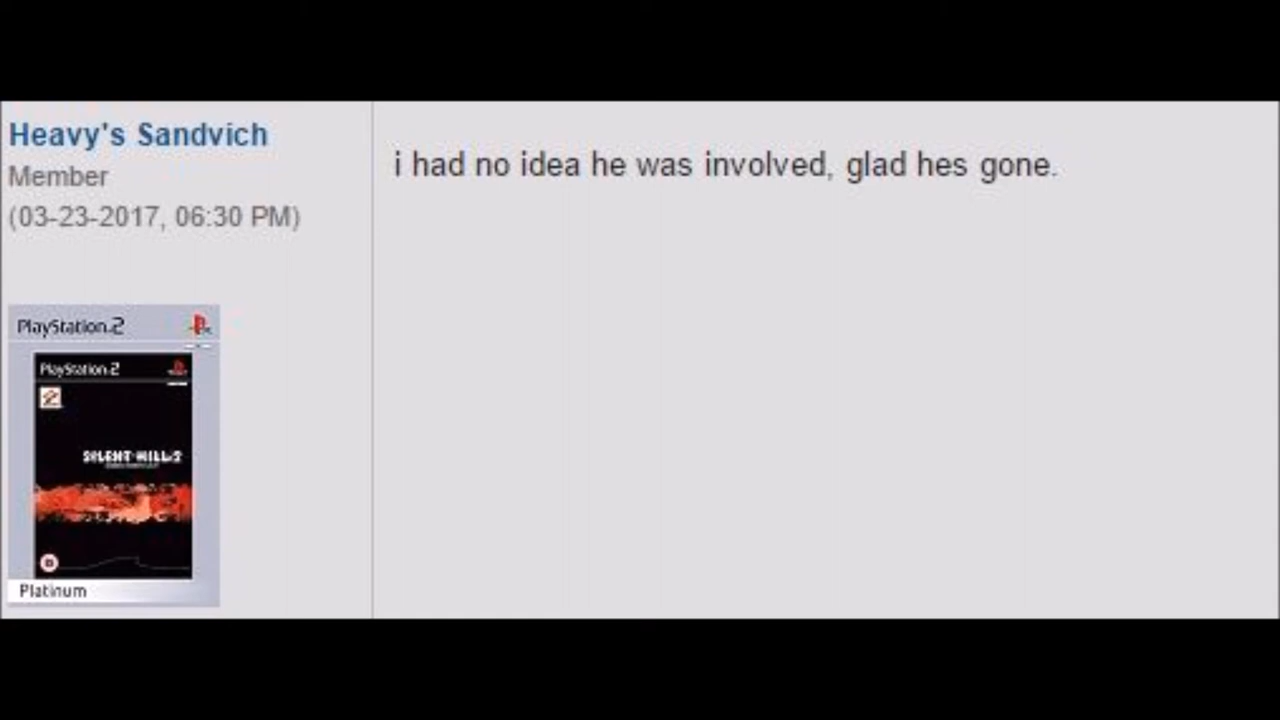 Heavy's Sandvich
Member
(03-23-2017, 06:30 PM)
i had no idea he was involved, glad hes gone.
PlayStation.2
PlayStation.2
SILENT HILL 2
Platinum